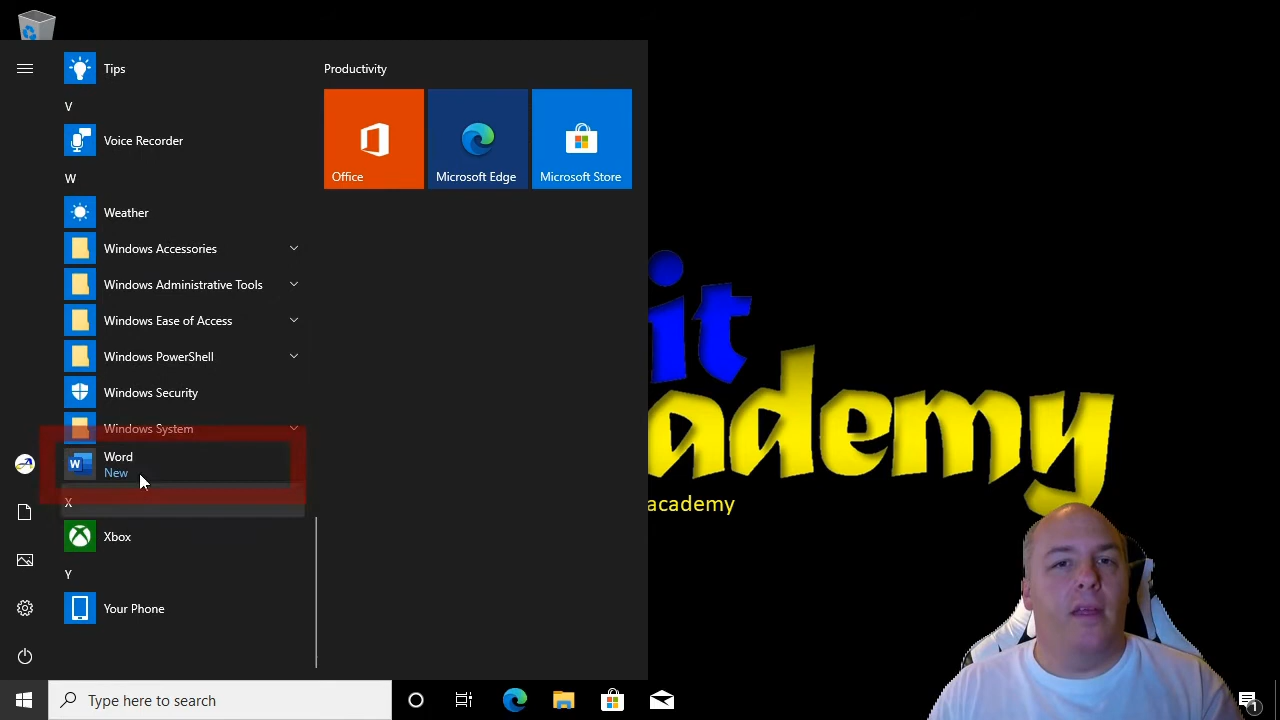 Tips
V
Voice Recorder
W
Weather
Windows Accessories
Windows Administrative Tools
Windows Ease of Access
Windows PowerShell
Windows Security
Windows System
Word
New
X
Xbox
Y
Your Phone
Productivity
Office
Microsoft Edge
Microsoft Store
it
ademy
academy
Type here to search
1